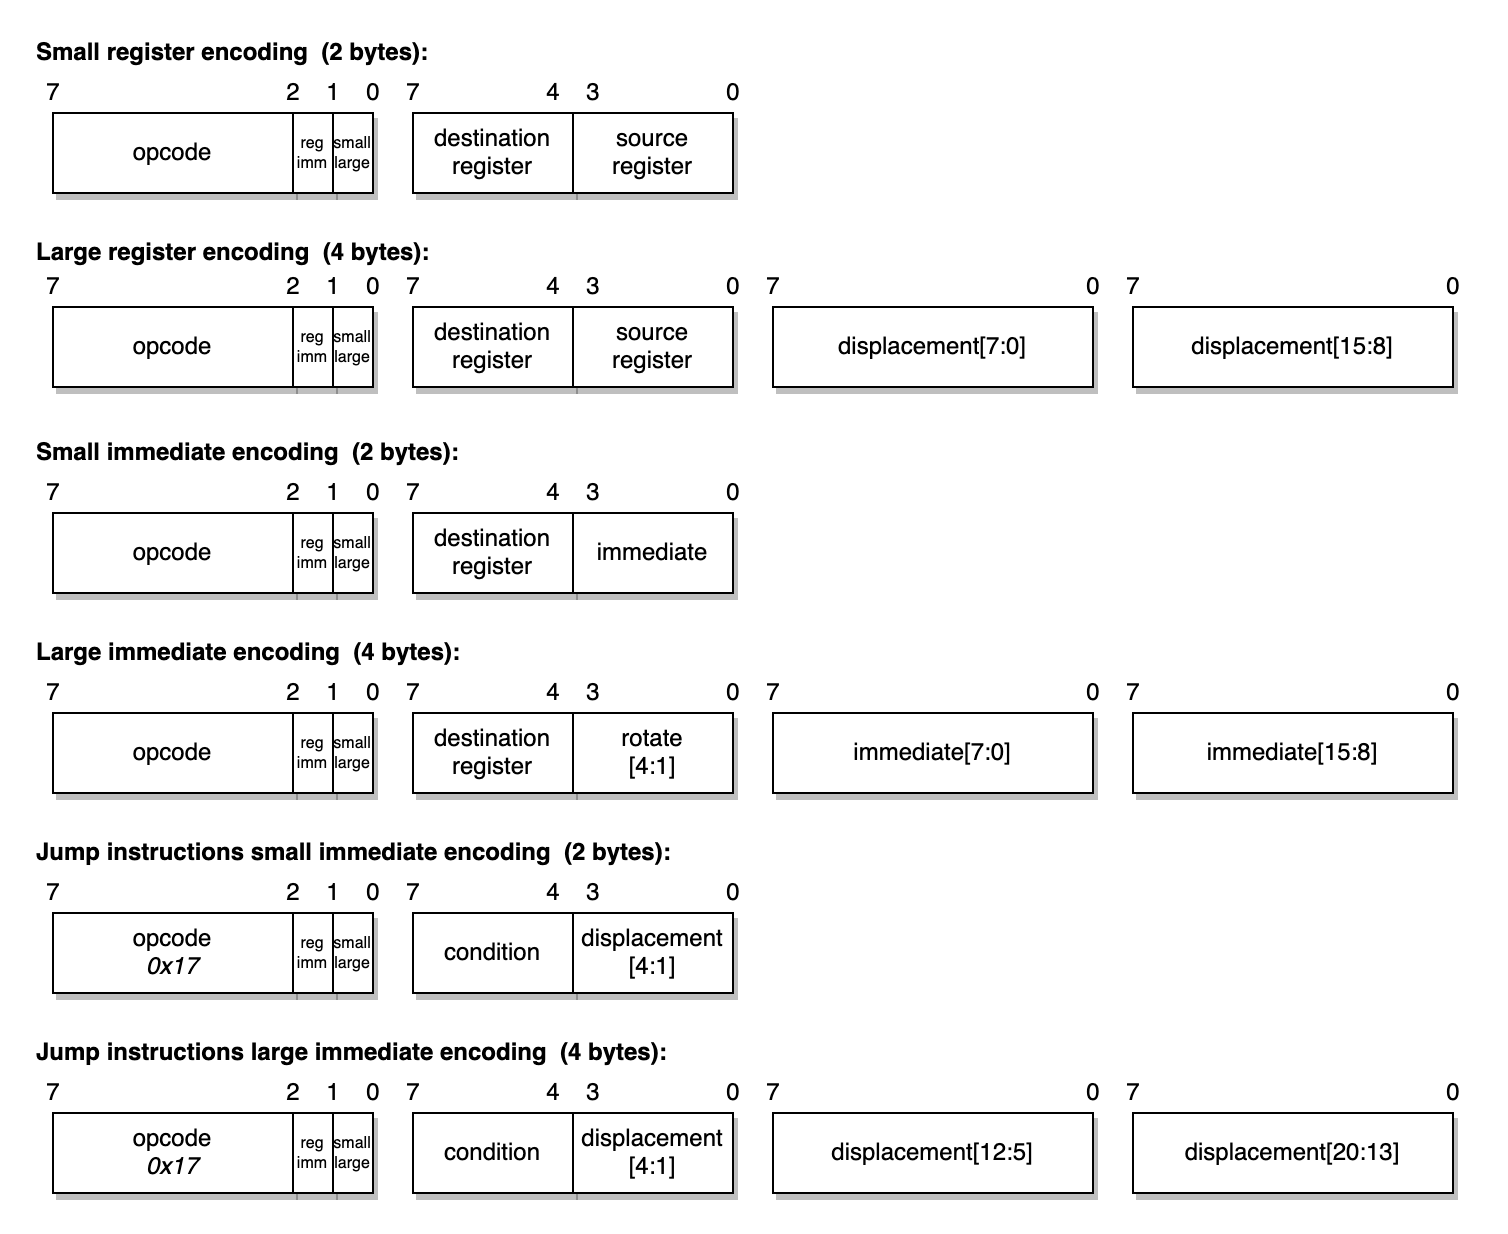 Small register encoding  (2 bytes):
7 2 1 0 7 4 3 0
opcode
reg
imm
small
large
destination
register
source
register
Large register encoding  (4 bytes):
7 2 1 0 7 4 3 0 7 0 7 0
opcode
reg
imm
small
large
destination
register
source
register
displacement[7:0]
displacement[15:8]
Small immediate encoding  (2 bytes):
7 2 1 0 7 4 3 0
opcode
reg
imm
small
large
destination
register
immediate
Large immediate encoding  (4 bytes):
7 2 1 0 7 4 3 0 7 0 7 0
opcode
reg
imm
small
large
destination
register
rotate
[4:1]
immediate[7:0]
immediate[15:8]
Jump instructions small immediate encoding  (2 bytes):
7 2 1 0 7 4 3 0
opcode
0x17
reg
imm
small
large
condition
displacement
[4:1]
Jump instructions large immediate encoding  (4 bytes):
7 2 1 0 7 4 3 0 7 0 7 0
opcode
0x17
reg
imm
small
large
condition
displacement
[4:1]
displacement[12:5]
displacement[20:13]